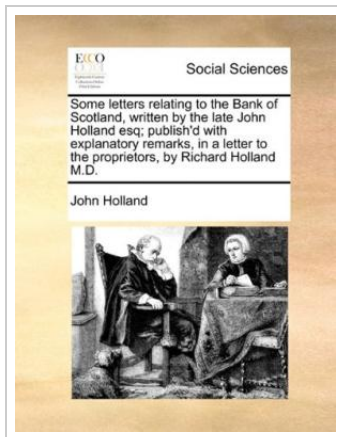 ECCO
Social Sciences
Some letters relating to the Bank of
Scotland, written by the late John
Holland esq; publish'd with
explanatory remarks, in a letter to
the proprietors, by Richard Holland
M.D.
John Holland